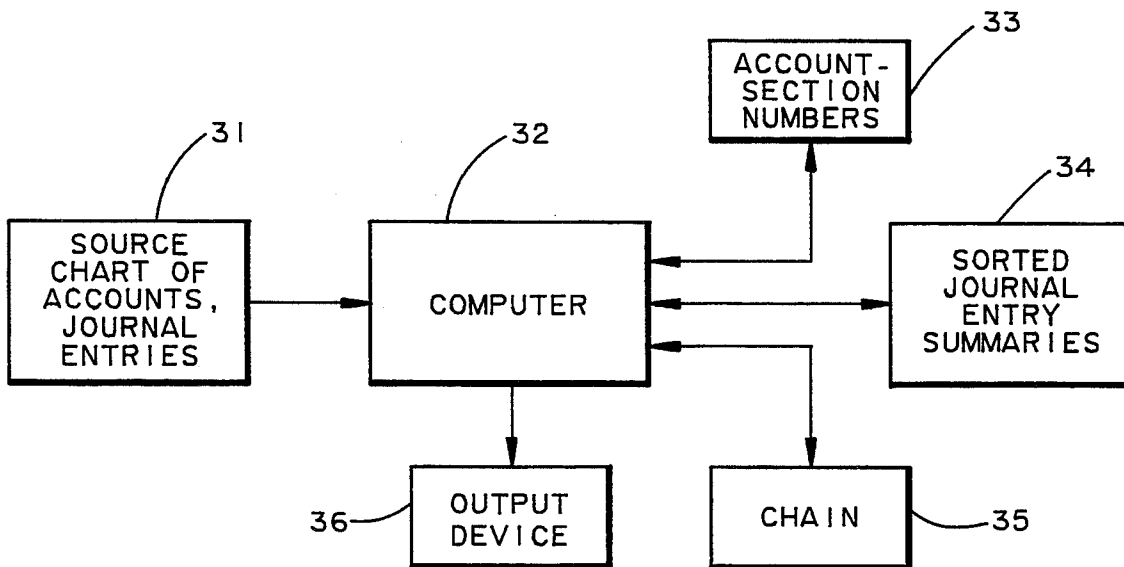 33
ACCOUNT-
SECTION
NUMBERS
31
32
34
SOURCE
CHART OF
ACCOUNTS,
JOURNAL
ENTRIES
COMPUTER
SORTED
JOURNAL
ENTRY
SUMMARIES
36
OUTPUT
DEVICE
CHAIN
35